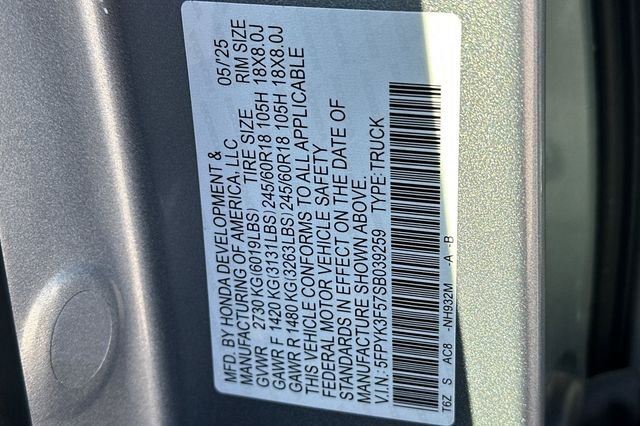 MFD. BY HONDA DEVELOPMENT &
MANUFACTURING OF AMERICA, LLC 05/'25
GVWR 2730 KG(6019LBS) TIRE SIZE RIM SIZE
GAWR F 1420 KG(3131LBS) 245/60R18 105H 18X8.0J
GAWR R 1480 KG(3263LBS) 245/60R18 105H 18X8.0J
THIS VEHICLE CONFORMS TO ALL APPLICABLE
FEDERAL MOTOR VEHICLE SAFETY
STANDARDS IN EFFECT ON THE DATE OF
MANUFACTURE SHOWN ABOVE.
V.I.N.: 5FPYK3F57SB039259 TYPE: TRUCK
T6Z S AC8 -NH932M -A -B